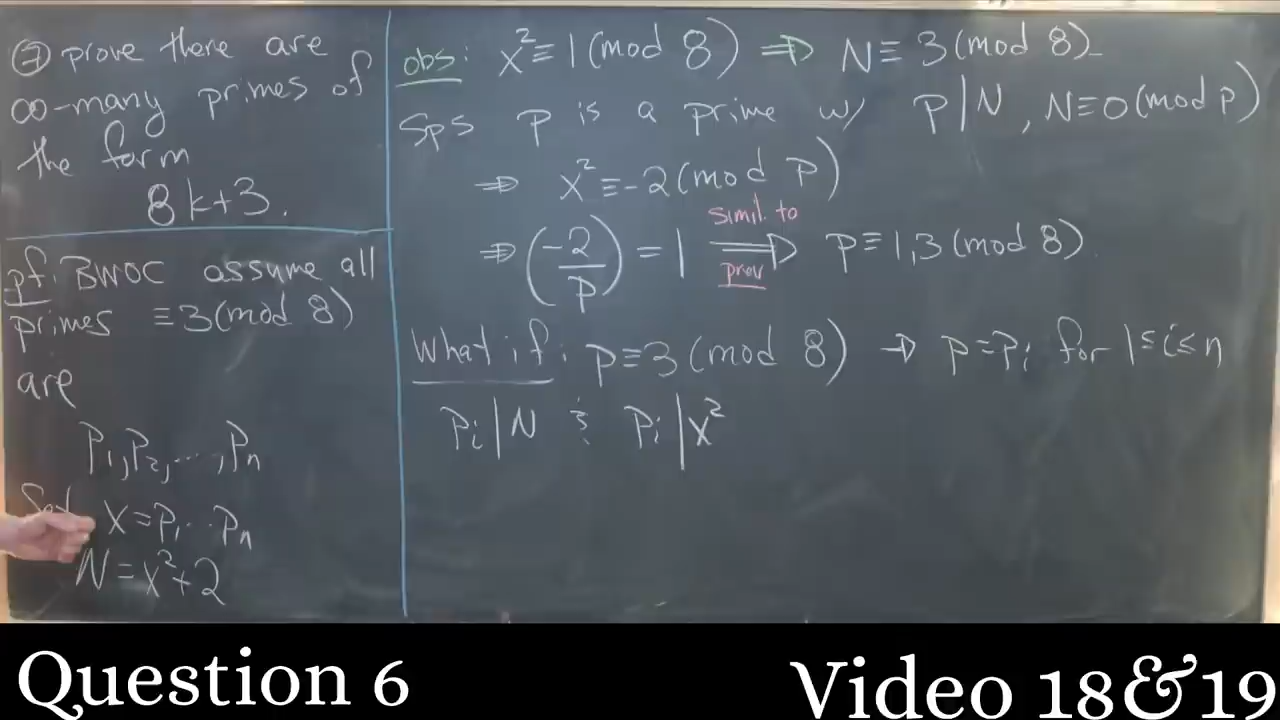 ⑦ prove there are
∞-many primes of
the form
8k+3.
pf: BWOC assume all
primes ≡3(mod 8)
are
P₁,P₂,...,Pₙ
Set X=P₁...Pₙ
N=X²+2
obs: X²≡1(mod 8) ⇒ N≡3(mod 8)
Sps P is a prime w/ P|N, N≡0(mod p)
⇒ X²≡-2(mod P)
⇒ (-2/P)=1 simil. to prev ⇒ P≡1,3(mod 8).
What if: P≡3(mod 8) → P=Pᵢ for 1≤i≤n
Pᵢ|N & Pᵢ|X²
Question 6
Video 18&19